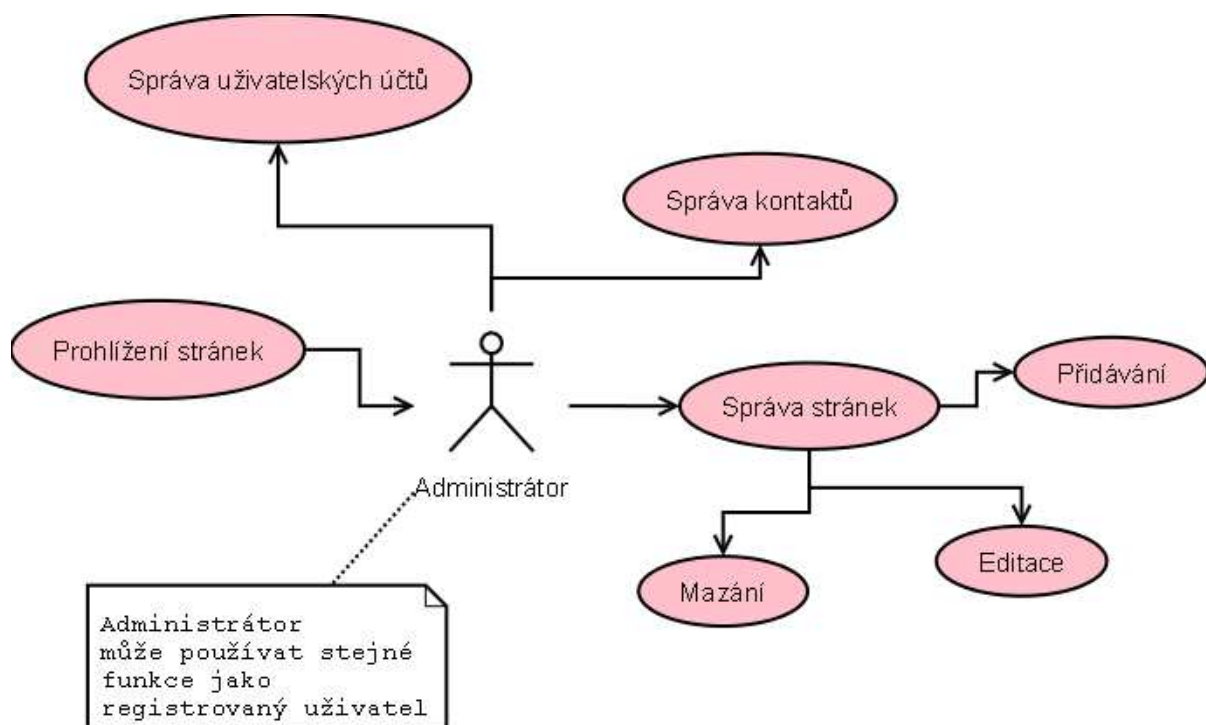 Správa uživatelských účtů
Správa kontaktů
Prohlížení stránek
Přidávání
Správa stránek
Administrátor
Editace
Mazání
Administrátor
může používat stejné
funkce jako
registrovaný uživatel